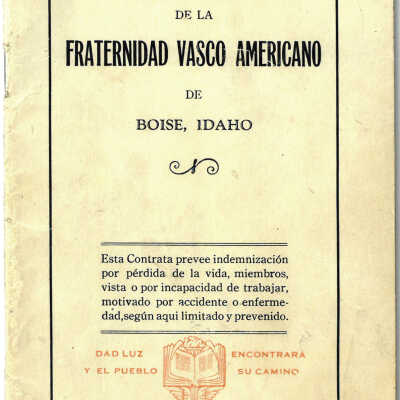 DE LA
FRATERNIDAD VASCO AMERICANO
DE
BOISE, IDAHO
Esta Contrata prevee indemnización
por pérdida de la vida, miembros,
vista o por incapacidad de trabajar,
motivado por accidente o enferme-
dad,según aqui limitado y prevenido.
DAD LUZ ENCONTRARÁ
Y EL PUEBLO SU CAMINO